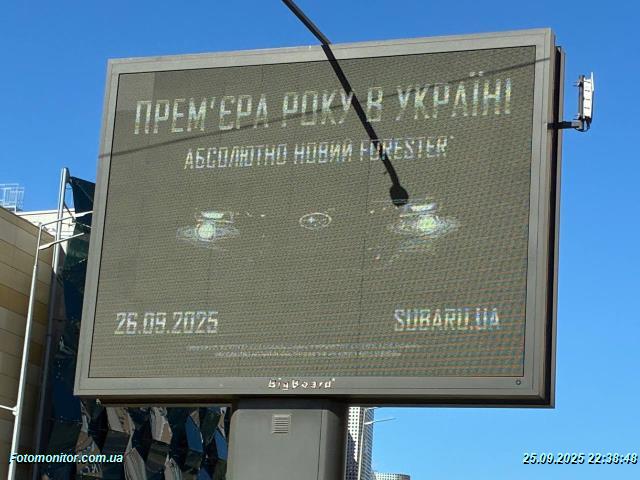 ПРЕМ'ЄРА РОКУ В УКРАЇНІ
АБСОЛЮТНО НОВИЙ FORESTER
26.09.2025
SUBARU.UA
BigBoard
Fotomonitor.com.ua
25.09.2025 22:38:48